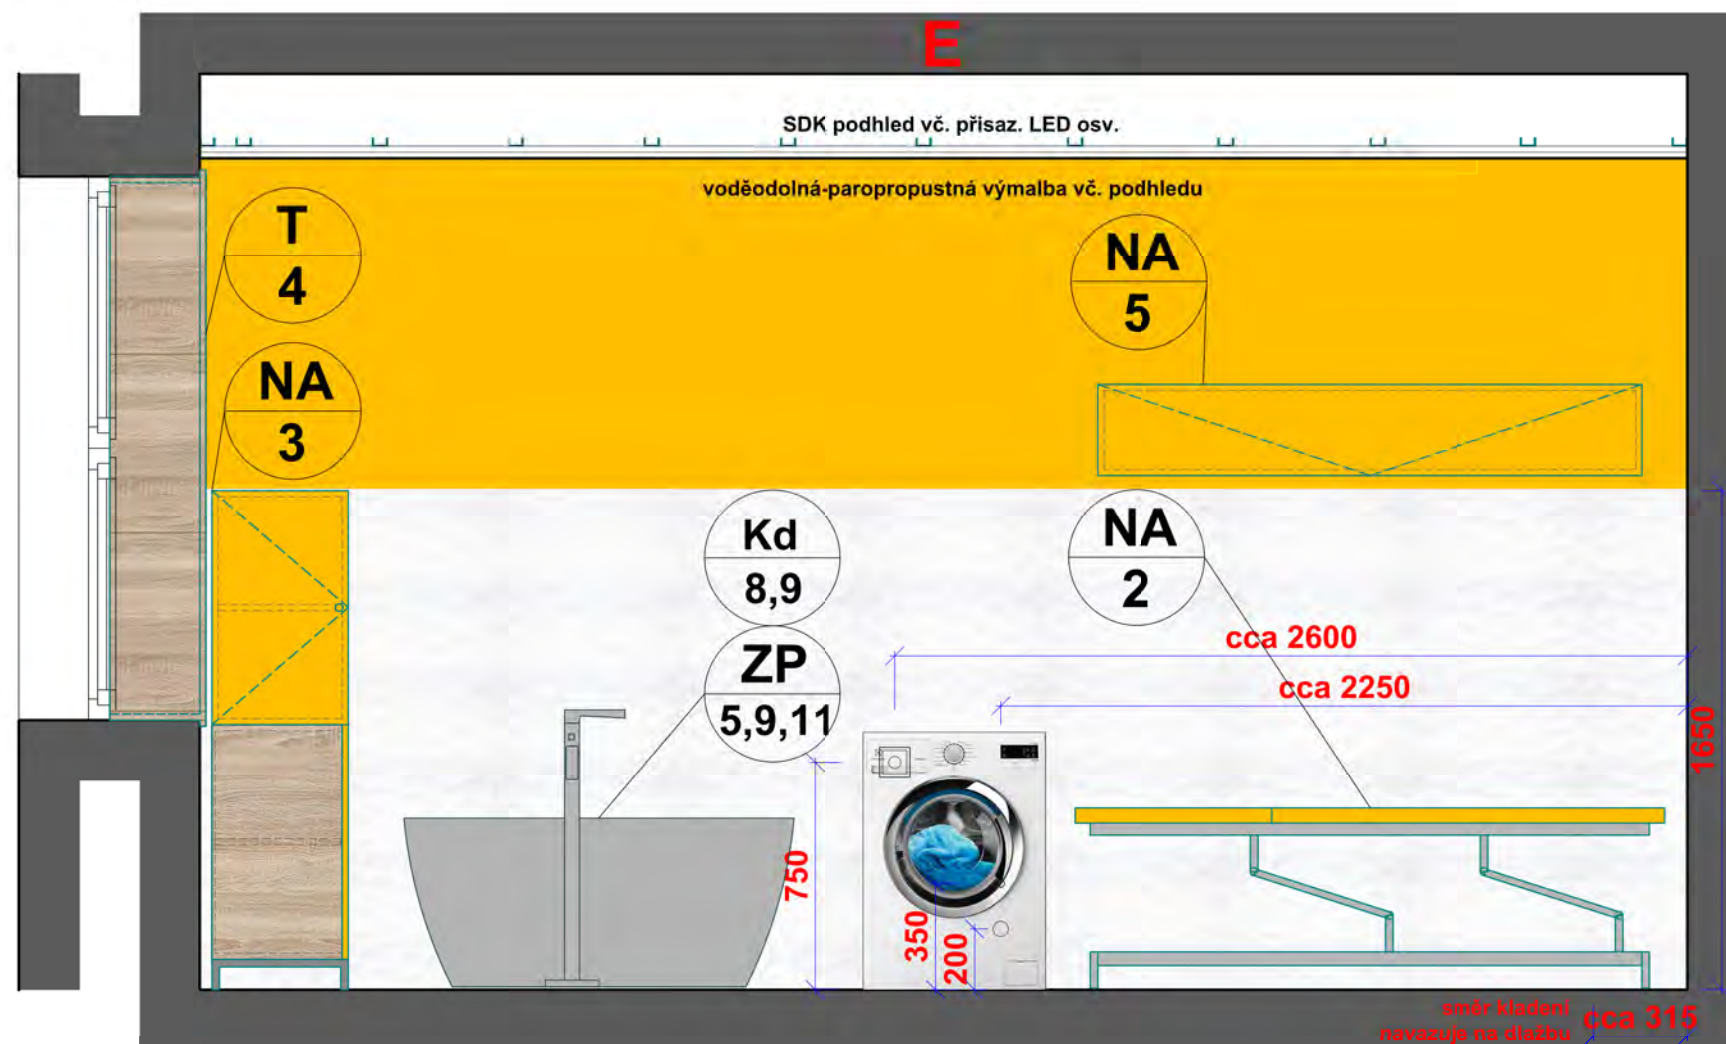 E
SDK podhled vč. přisaz. LED osv.
voděodolná-paropropustná výmalba vč. podhledu
T
4
NA
5
NA
3
Kd
8,9
NA
2
ZP
5,9,11
cca 2600
cca 2250
1650
750
350
200
směr kladení
navazuje na dlažbu
cca 315